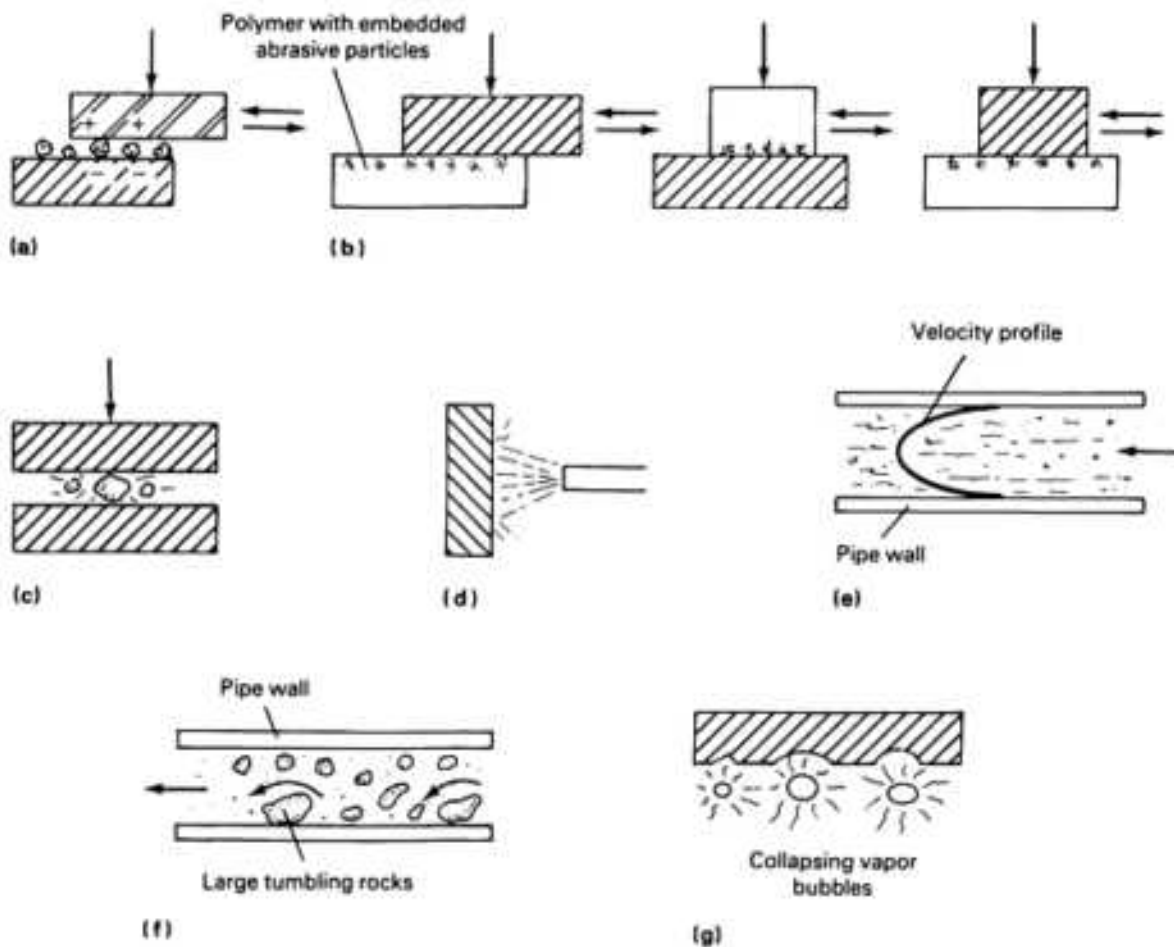 Polymer with embedded
abrasive particles
(a)
(b)
Velocity profile
Pipe wall
(c)
(d)
(e)
Pipe wall
Large tumbling rocks
Collapsing vapor
bubbles
(f)
(g)